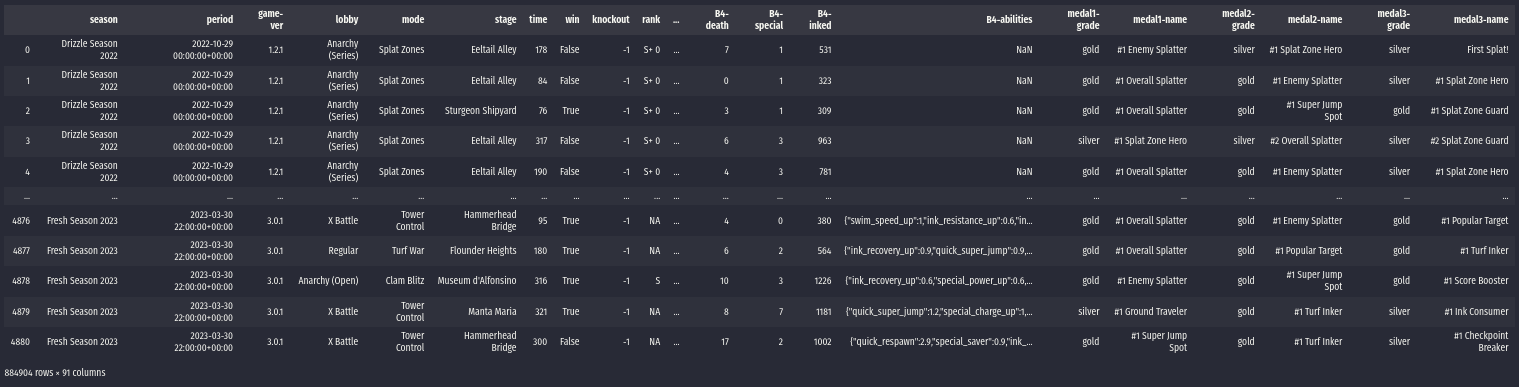 season period game-ver lobby mode stage time win knockout rank ... B4-death B4-special B4-inked B4-abilities medal1-grade medal1-name medal2-grade medal2-name medal3-grade medal3-name
0 Drizzle Season 2022 2022-10-29 00:00:00+00:00 1.2.1 Anarchy (Series) Splat Zones Eeltail Alley 178 False -1 S+ 0 ... 7 1 531 NaN gold #1 Enemy Splatter silver #1 Splat Zone Hero silver First Splat!
1 Drizzle Season 2022 2022-10-29 00:00:00+00:00 1.2.1 Anarchy (Series) Splat Zones Eeltail Alley 84 False -1 S+ 0 ... 0 1 323 NaN gold #1 Overall Splatter gold #1 Enemy Splatter silver #1 Splat Zone Hero
2 Drizzle Season 2022 2022-10-29 00:00:00+00:00 1.2.1 Anarchy (Series) Splat Zones Sturgeon Shipyard 76 True -1 S+ 0 ... 3 1 309 NaN gold #1 Overall Splatter gold #1 Super Jump Spot gold #1 Splat Zone Guard
3 Drizzle Season 2022 2022-10-29 00:00:00+00:00 1.2.1 Anarchy (Series) Splat Zones Eeltail Alley 317 False -1 S+ 0 ... 6 3 963 NaN silver #1 Splat Zone Hero silver #2 Overall Splatter silver #2 Splat Zone Guard
4 Drizzle Season 2022 2022-10-29 00:00:00+00:00 1.2.1 Anarchy (Series) Splat Zones Eeltail Alley 190 False -1 S+ 0 ... 4 3 781 NaN gold #1 Overall Splatter gold #1 Enemy Splatter silver #1 Splat Zone Hero
... ... ... ... ... ... ... ... ... ... ... ... ... ... ... ... ... ... ... ... ... ...
4876 Fresh Season 2023 2023-03-30 22:00:00+00:00 3.0.1 X Battle Tower Control Hammerhead Bridge 95 True -1 NA ... 4 0 380 {"swim_speed_up":1,"ink_resistance_up":0.6,"in... gold #1 Overall Splatter gold #1 Enemy Splatter silver #1 Popular Target
4877 Fresh Season 2023 2023-03-30 22:00:00+00:00 3.0.1 Regular Turf War Flounder Heights 180 True -1 NA ... 6 2 564 {"ink_recovery_up":0.9,"quick_super_jump":0.9,... gold #1 Overall Splatter gold #1 Popular Target gold #1 Turf Inker
4878 Fresh Season 2023 2023-03-30 22:00:00+00:00 3.0.1 Anarchy (Open) Clam Blitz Museum d'Alfonsino 316 True -1 S ... 10 3 1226 {"ink_recovery_up":0.6,"special_power_up":0.6,... gold #1 Enemy Splatter gold #1 Super Jump Spot silver #1 Score Booster
4879 Fresh Season 2023 2023-03-30 22:00:00+00:00 3.0.1 X Battle Tower Control Manta Maria 321 True -1 NA ... 8 7 1181 {"quick_super_jump":1.2,"special_charge_up":1,... silver #1 Ground Traveler gold #1 Turf Inker silver #1 Ink Consumer
4880 Fresh Season 2023 2023-03-30 22:00:00+00:00 3.0.1 X Battle Tower Control Hammerhead Bridge 300 False -1 NA ... 17 2 1002 {"quick_respawn":2.9,"special_saver":0.9,"ink_... gold #1 Super Jump Spot gold #1 Turf Inker silver #1 Checkpoint Breaker
884904 rows × 91 columns